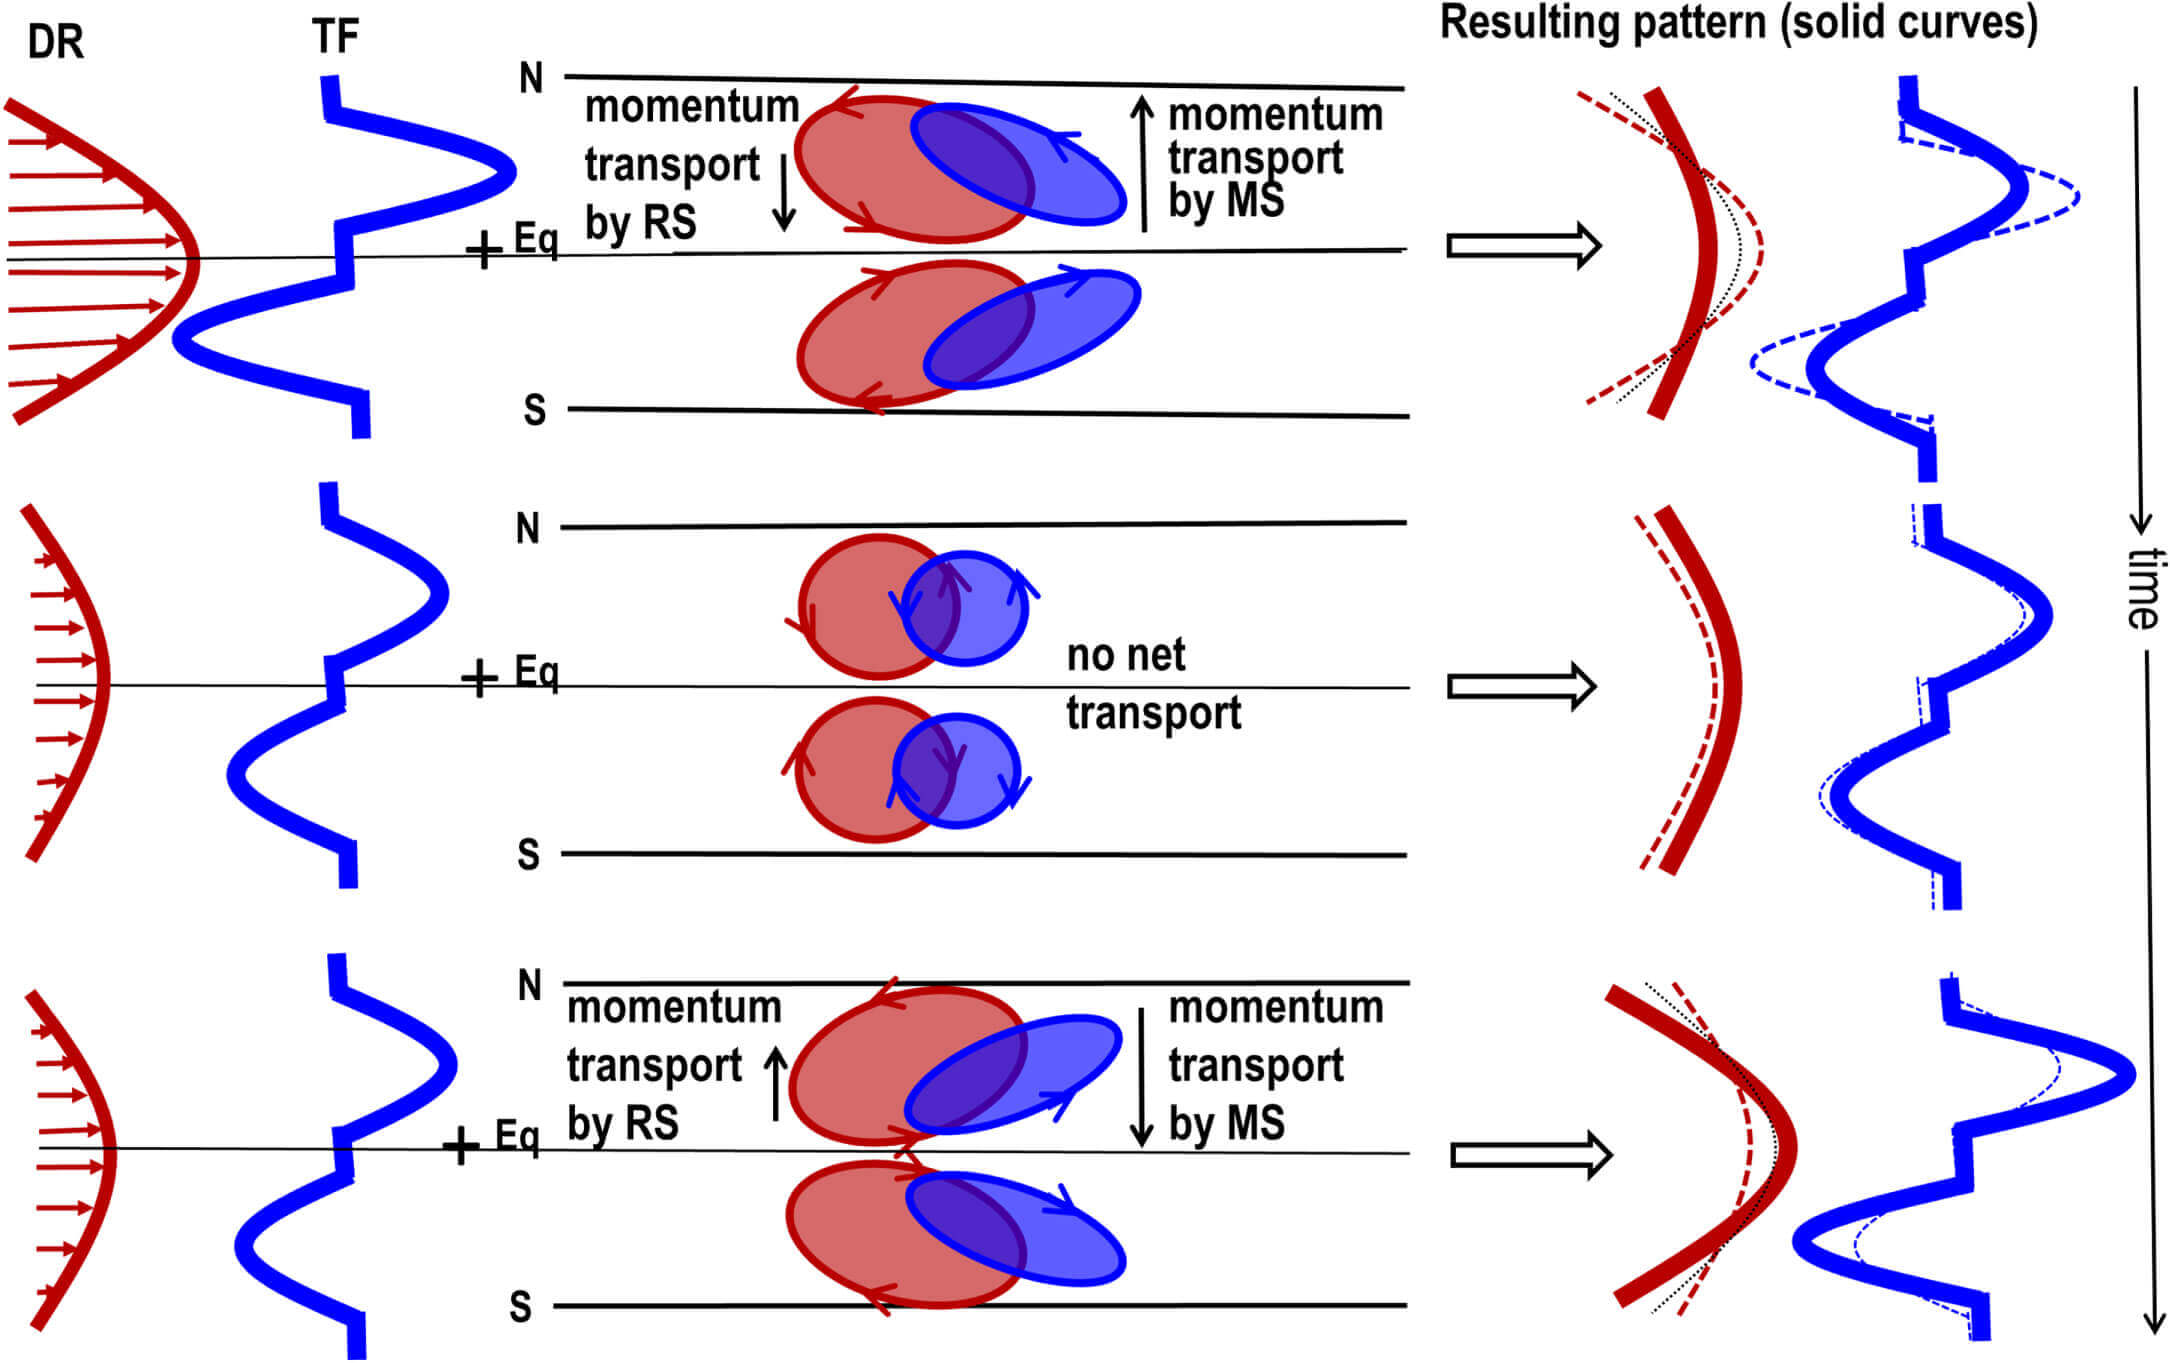 DR
TF
Resulting pattern (solid curves)
N
momentum
transport
by RS
momentum
transport
by MS
+ Eq
S
time
N
+ Eq
no net
transport
S
N
momentum
transport
by RS
momentum
transport
by MS
+ Eq
S